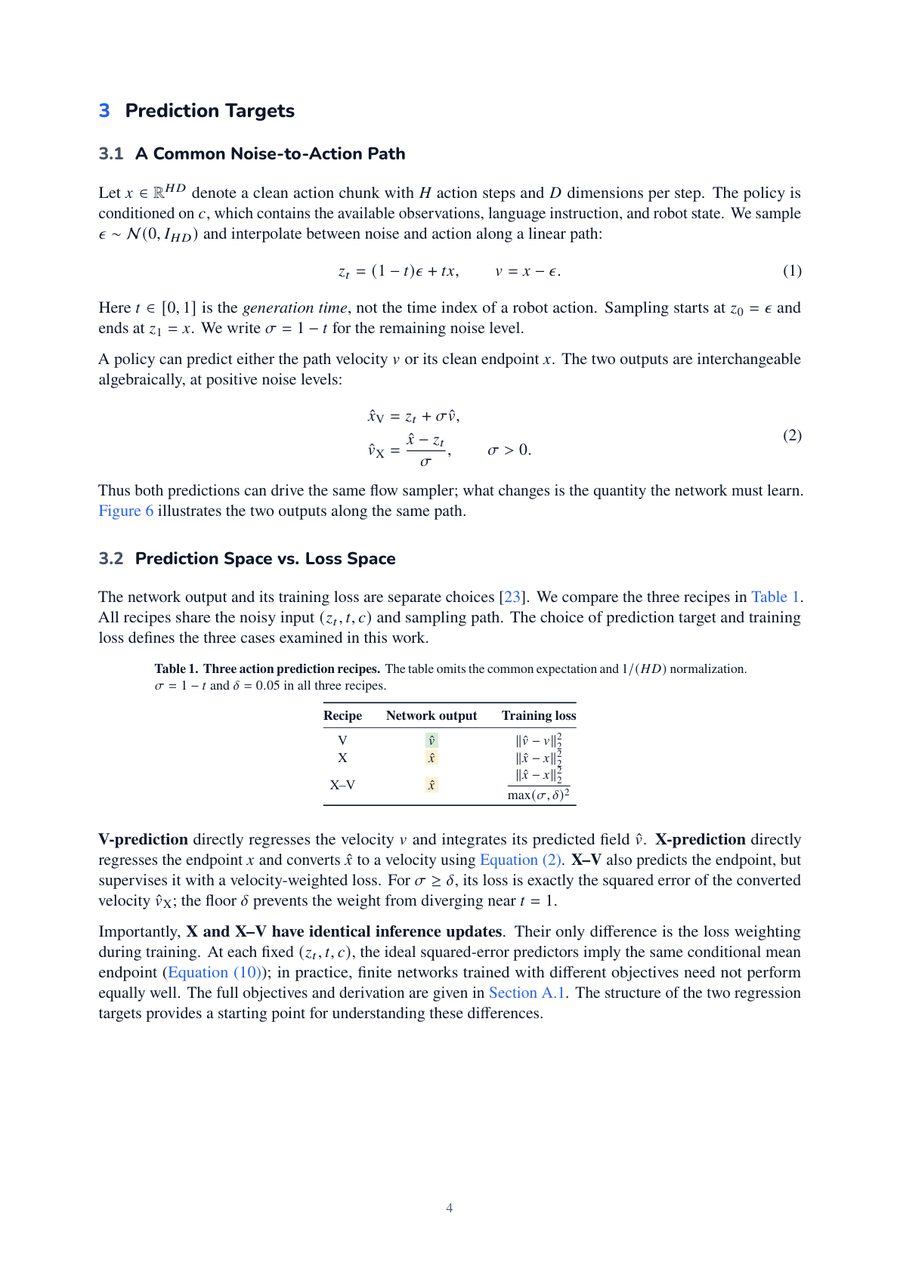 3 Prediction Targets
3.1 A Common Noise-to-Action Path
Let x ∈ ℝ^{HD} denote a clean action chunk with H action steps and D dimensions per step. The policy is
conditioned on c, which contains the available observations, language instruction, and robot state. We sample
ϵ ∼ N(0, I_{HD}) and interpolate between noise and action along a linear path:
z_t = (1 − t)ϵ + tx, v = x − ϵ. (1)
Here t ∈ [0, 1] is the generation time, not the time index of a robot action. Sampling starts at z_0 = ϵ and
ends at z_1 = x. We write σ = 1 − t for the remaining noise level.
A policy can predict either the path velocity v or its clean endpoint x. The two outputs are interchangeable
algebraically, at positive noise levels:
x̂_V = z_t + σv̂,
v̂_X = (x̂ − z_t)/σ, σ > 0. (2)
Thus both predictions can drive the same flow sampler; what changes is the quantity the network must learn.
Figure 6 illustrates the two outputs along the same path.
3.2 Prediction Space vs. Loss Space
The network output and its training loss are separate choices [23]. We compare the three recipes in Table 1.
All recipes share the noisy input (z_t, t, c) and sampling path. The choice of prediction target and training
loss defines the three cases examined in this work.
Table 1. Three action prediction recipes. The table omits the common expectation and 1/(HD) normalization.
σ = 1 − t and δ = 0.05 in all three recipes.
Recipe Network output Training loss
V v̂ ‖v̂ − v‖₂²
X x̂ ‖x̂ − x‖₂²
X–V x̂ ‖x̂ − x‖₂² / max(σ, δ)²
V-prediction directly regresses the velocity v and integrates its predicted field v̂. X-prediction directly
regresses the endpoint x and converts x̂ to a velocity using Equation (2). X–V also predicts the endpoint, but
supervises it with a velocity-weighted loss. For σ ≥ δ, its loss is exactly the squared error of the converted
velocity v̂_X; the floor δ prevents the weight from diverging near t = 1.
Importantly, X and X–V have identical inference updates. Their only difference is the loss weighting
during training. At each fixed (z_t, t, c), the ideal squared-error predictors imply the same conditional mean
endpoint (Equation (10)); in practice, finite networks trained with different objectives need not perform
equally well. The full objectives and derivation are given in Section A.1. The structure of the two regression
targets provides a starting point for understanding these differences.
4